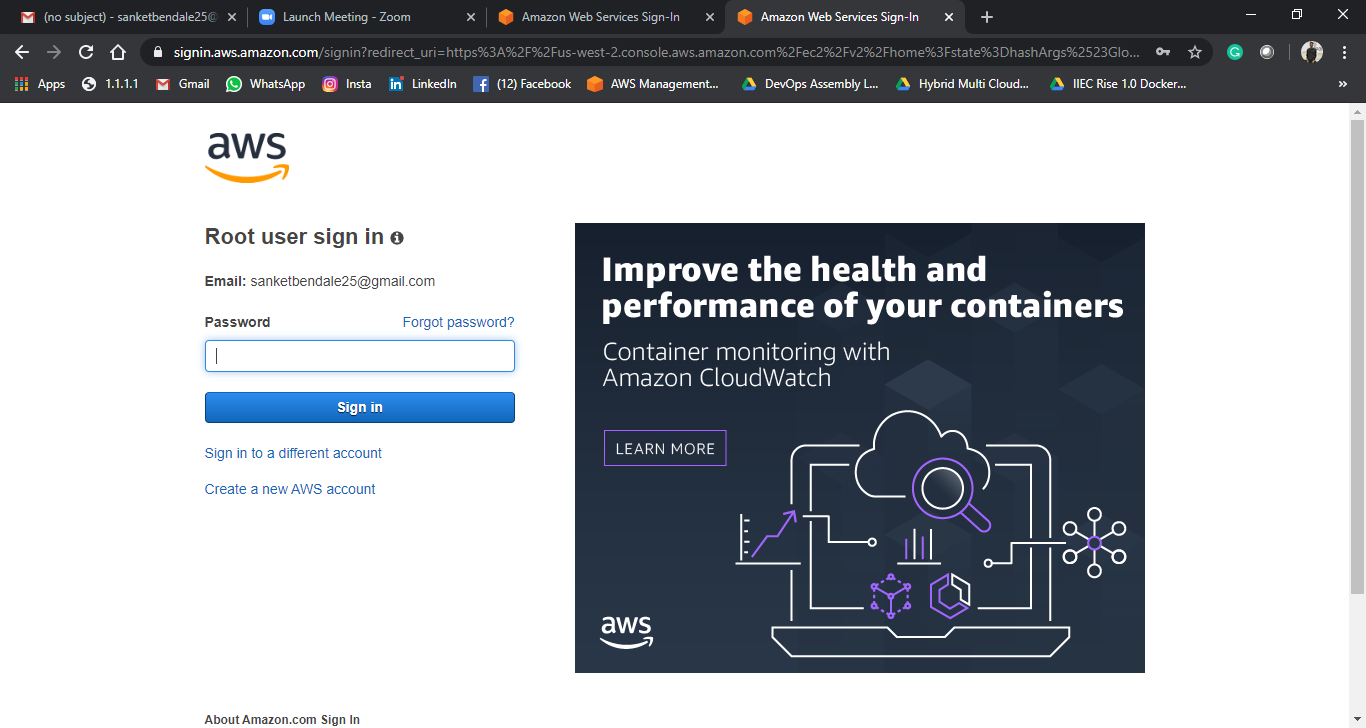 (no subject) - sanketbendale25@
Launch Meeting - Zoom
Amazon Web Services Sign-In
Amazon Web Services Sign-In
signin.aws.amazon.com/signin?redirect_uri=https%3A%2F%2Fus-west-2.console.aws.amazon.com%2Fec2%2Fv2%2Fhome%3Fstate%3DhashArgs%2523Glo...
Apps 1.1.1.1 Gmail WhatsApp Insta LinkedIn (12) Facebook AWS Management... DevOps Assembly L... Hybrid Multi Cloud... IIEC Rise 1.0 Docker... »
aws
Root user sign in
Email: sanketbendale25@gmail.com
Password Forgot password?
Sign in
Sign in to a different account
Create a new AWS account
Improve the health and
performance of your containers
Container monitoring with
Amazon CloudWatch
LEARN MORE
aws
About Amazon.com Sign In